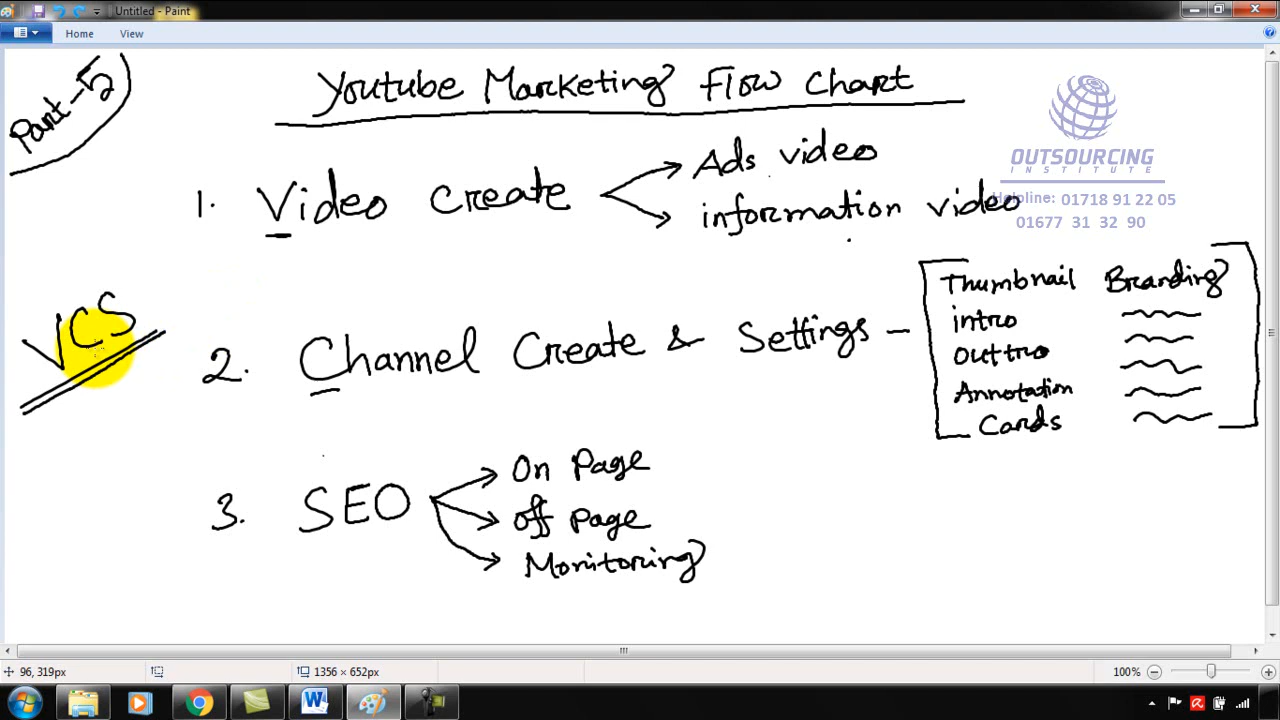 Untitled - Paint
Home View
Part-5
Youtube Marketing Flow Chart
OUTSOURCING
INSTITUTE
Helpline: 01718 91 22 05
01677 31 32 90
1. Video Create
Ads video
information video
VCS
2. Channel Create & Settings -
Thumbnail Branding
intro
Outtro
Annotation
Cards
3. SEO
On Page
off page
Monitoring
96, 319px
1356 × 652px
100%